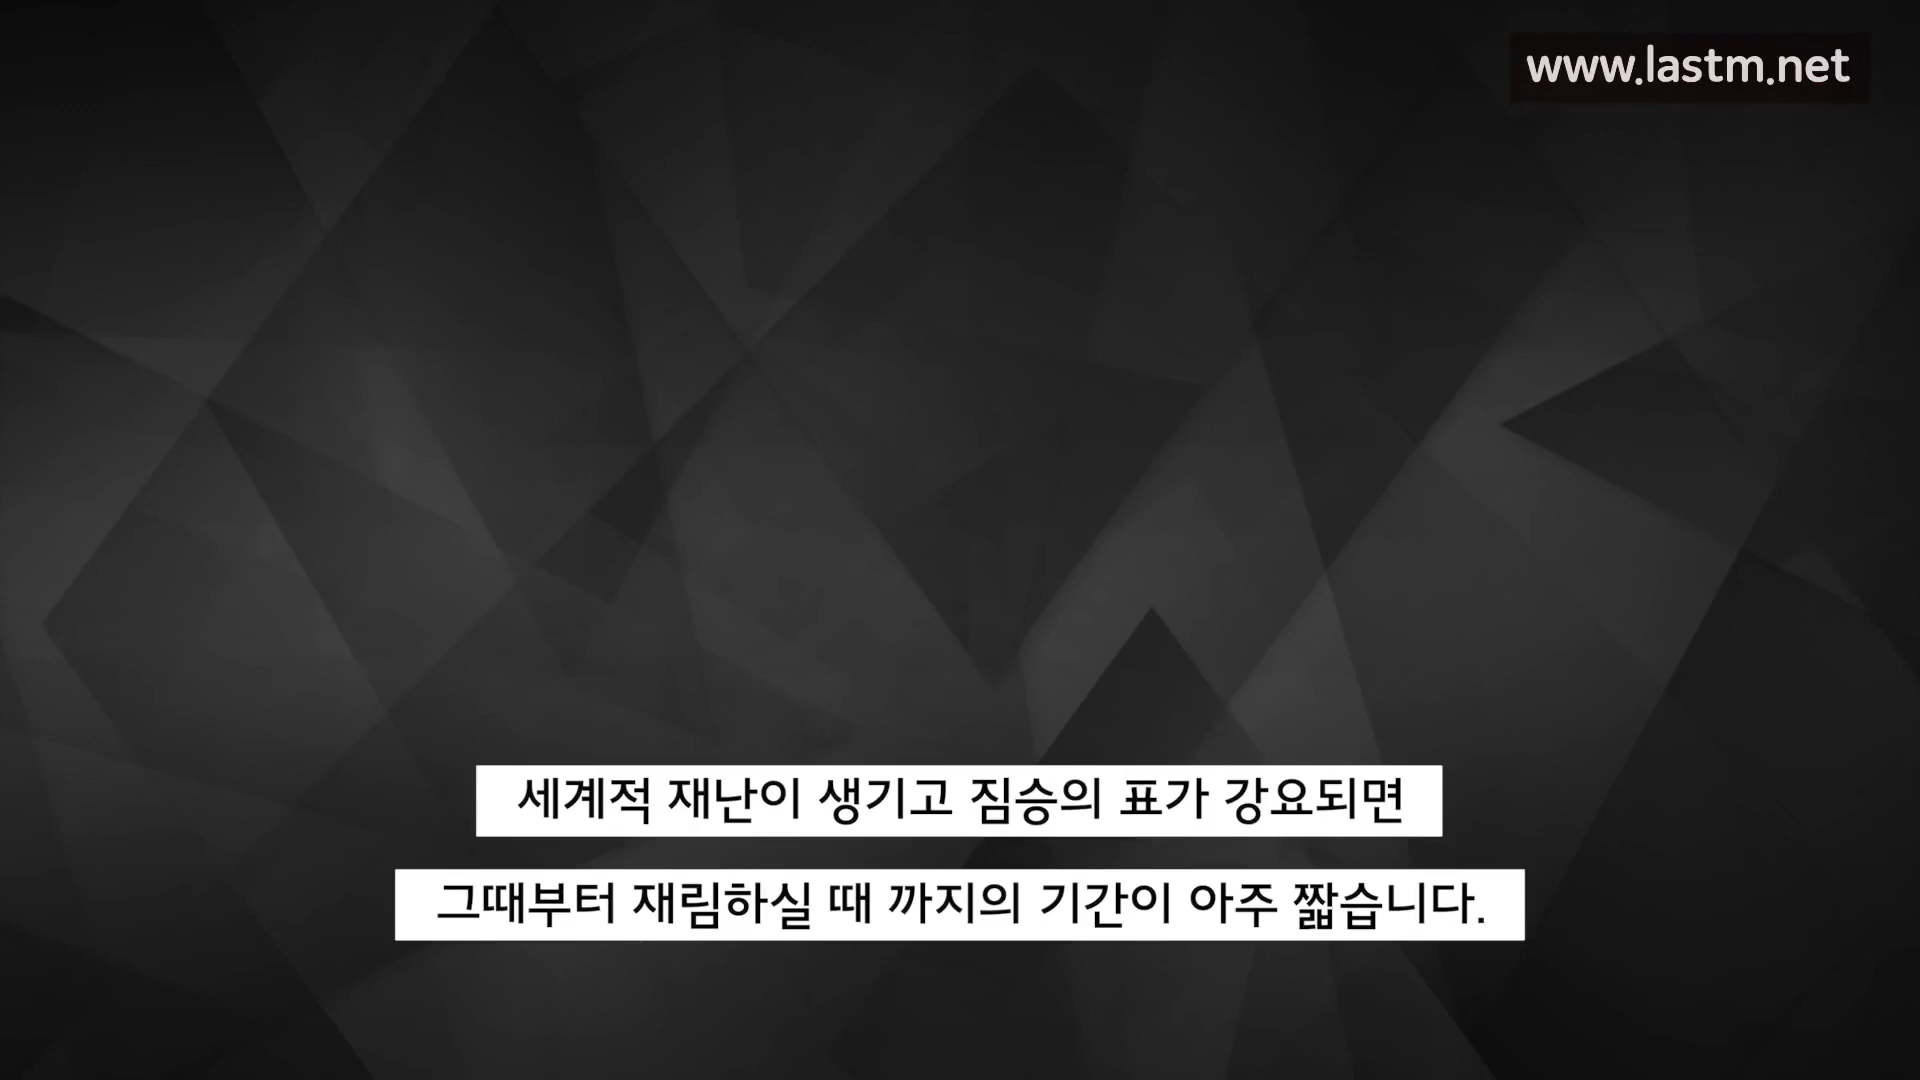 www.lastm.net
세계적 재난이 생기고 짐승의 표가 강요되면
그때부터 재림하실 때 까지의 기간이 아주 짧습니다.